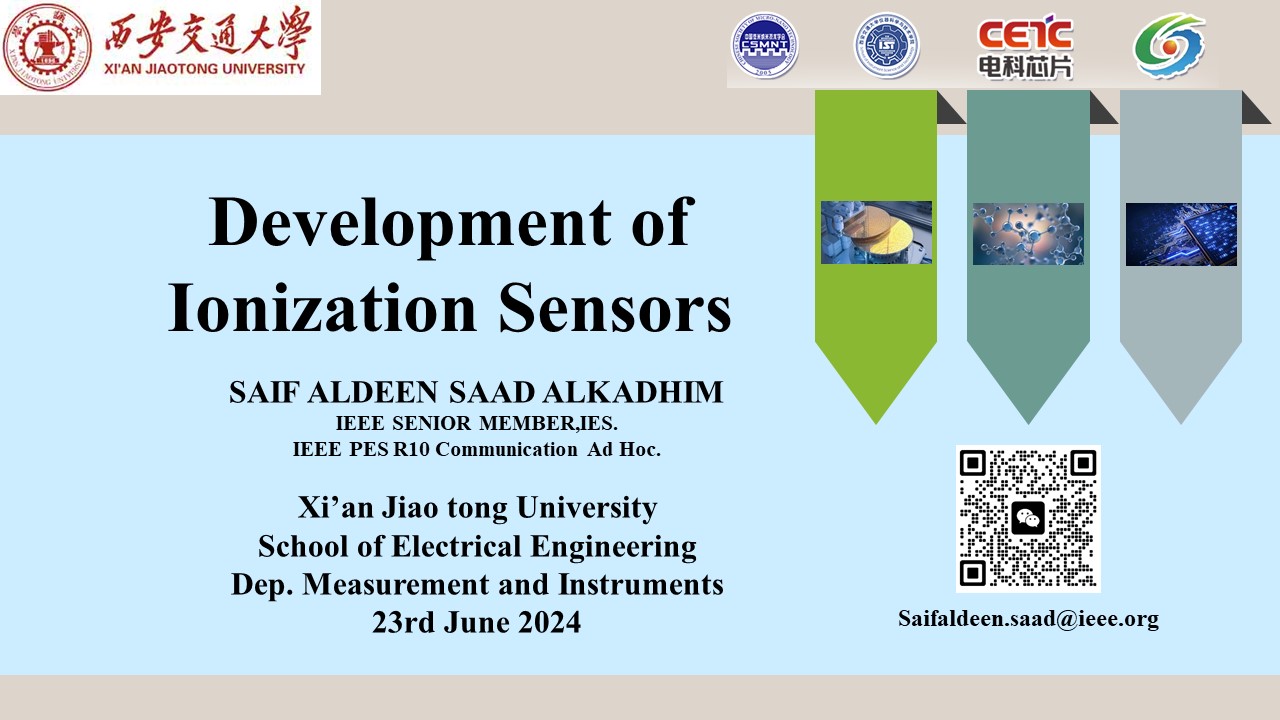 西安交通大学
XI'AN JIAOTONG UNIVERSITY
CSMNT
2005
IST
CETC
电科芯片
Development of
Ionization Sensors
SAIF ALDEEN SAAD ALKADHIM
IEEE SENIOR MEMBER,IES.
IEEE PES R10 Communication Ad Hoc.
Xi’an Jiao tong University
School of Electrical Engineering
Dep. Measurement and Instruments
23rd June 2024
Saifaldeen.saad@ieee.org